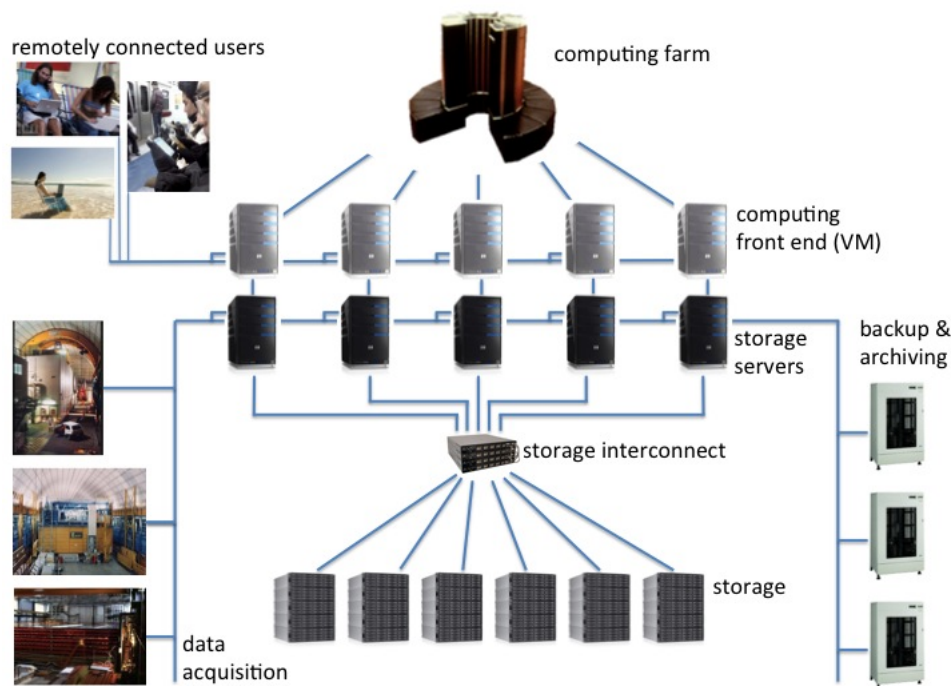 remotely connected users
computing farm
computing
front end (VM)
storage
servers
backup &
archiving
storage interconnect
storage
data
acquisition